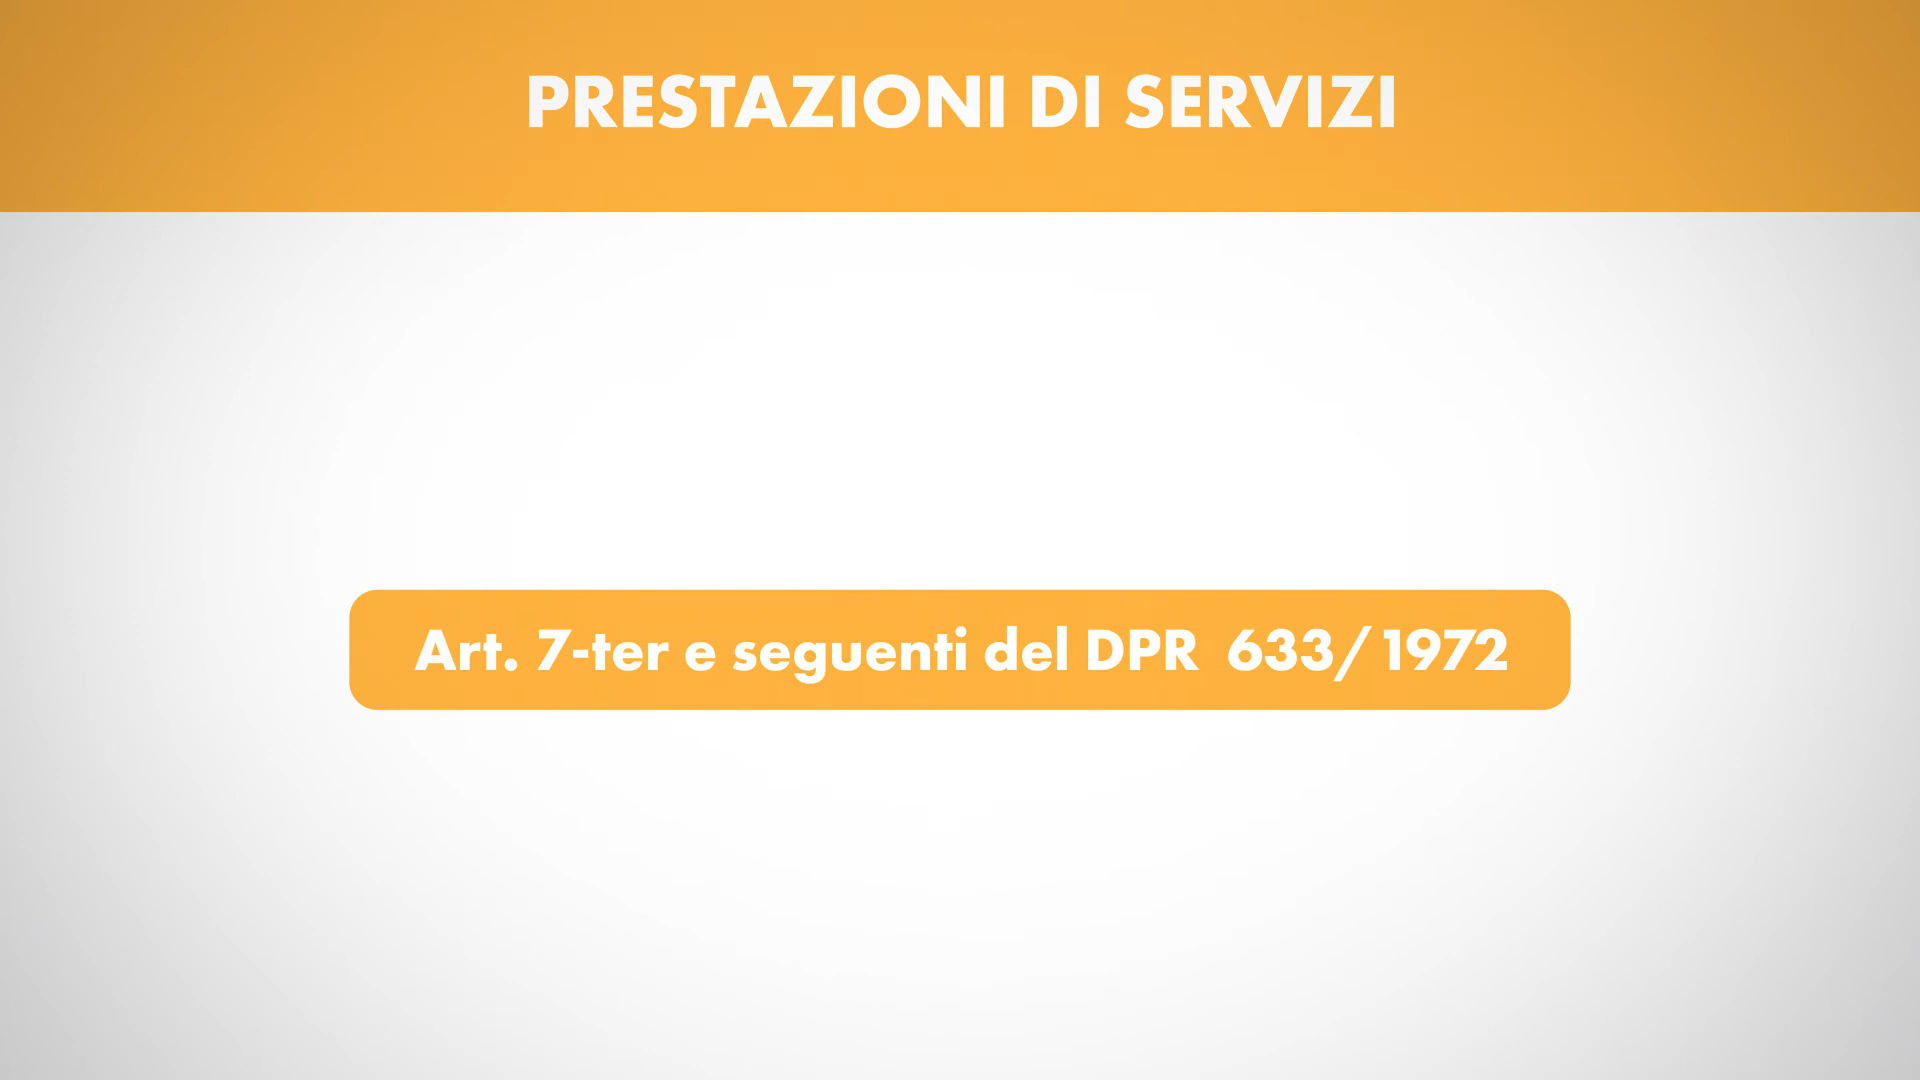 PRESTAZIONI DI SERVIZI
Art. 7-ter e seguenti del DPR 633/1972